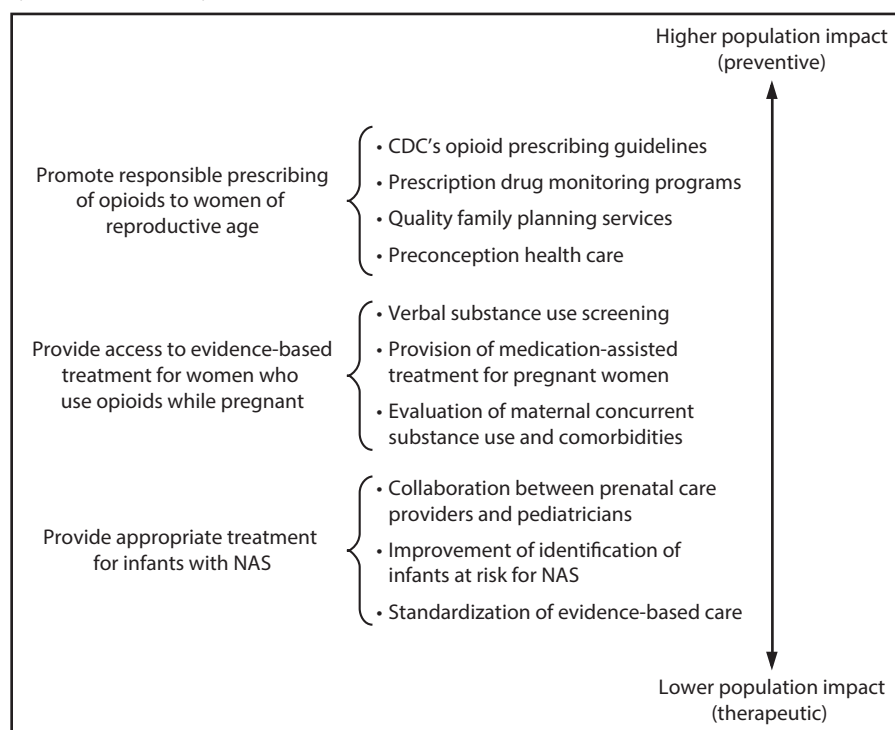 Higher population impact
(preventive)
Promote responsible prescribing
of opioids to women of
reproductive age
• CDC’s opioid prescribing guidelines
• Prescription drug monitoring programs
• Quality family planning services
• Preconception health care
Provide access to evidence-based
treatment for women who
use opioids while pregnant
• Verbal substance use screening
• Provision of medication-assisted
treatment for pregnant women
• Evaluation of maternal concurrent
substance use and comorbidities
Provide appropriate treatment
for infants with NAS
• Collaboration between prenatal care
providers and pediatricians
• Improvement of identification of
infants at risk for NAS
• Standardization of evidence-based care
Lower population impact
(therapeutic)